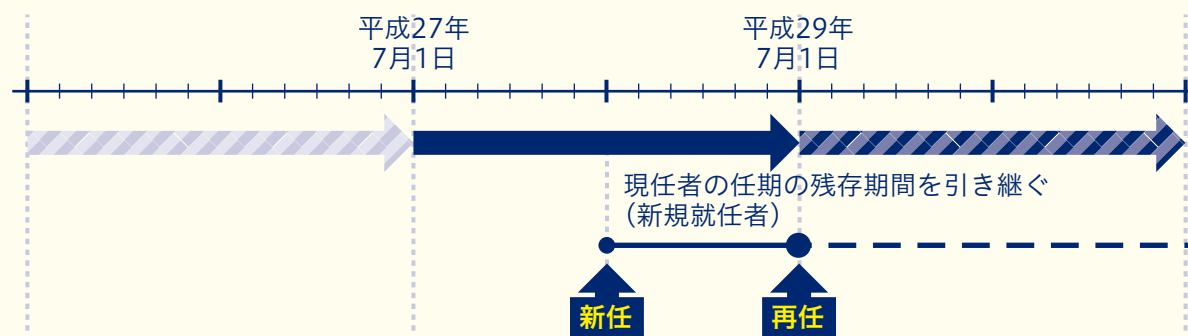 平成27年
7月1日
平成29年
7月1日
現任者の任期の残存期間を引き継ぐ
（新規就任者）
新任
再任